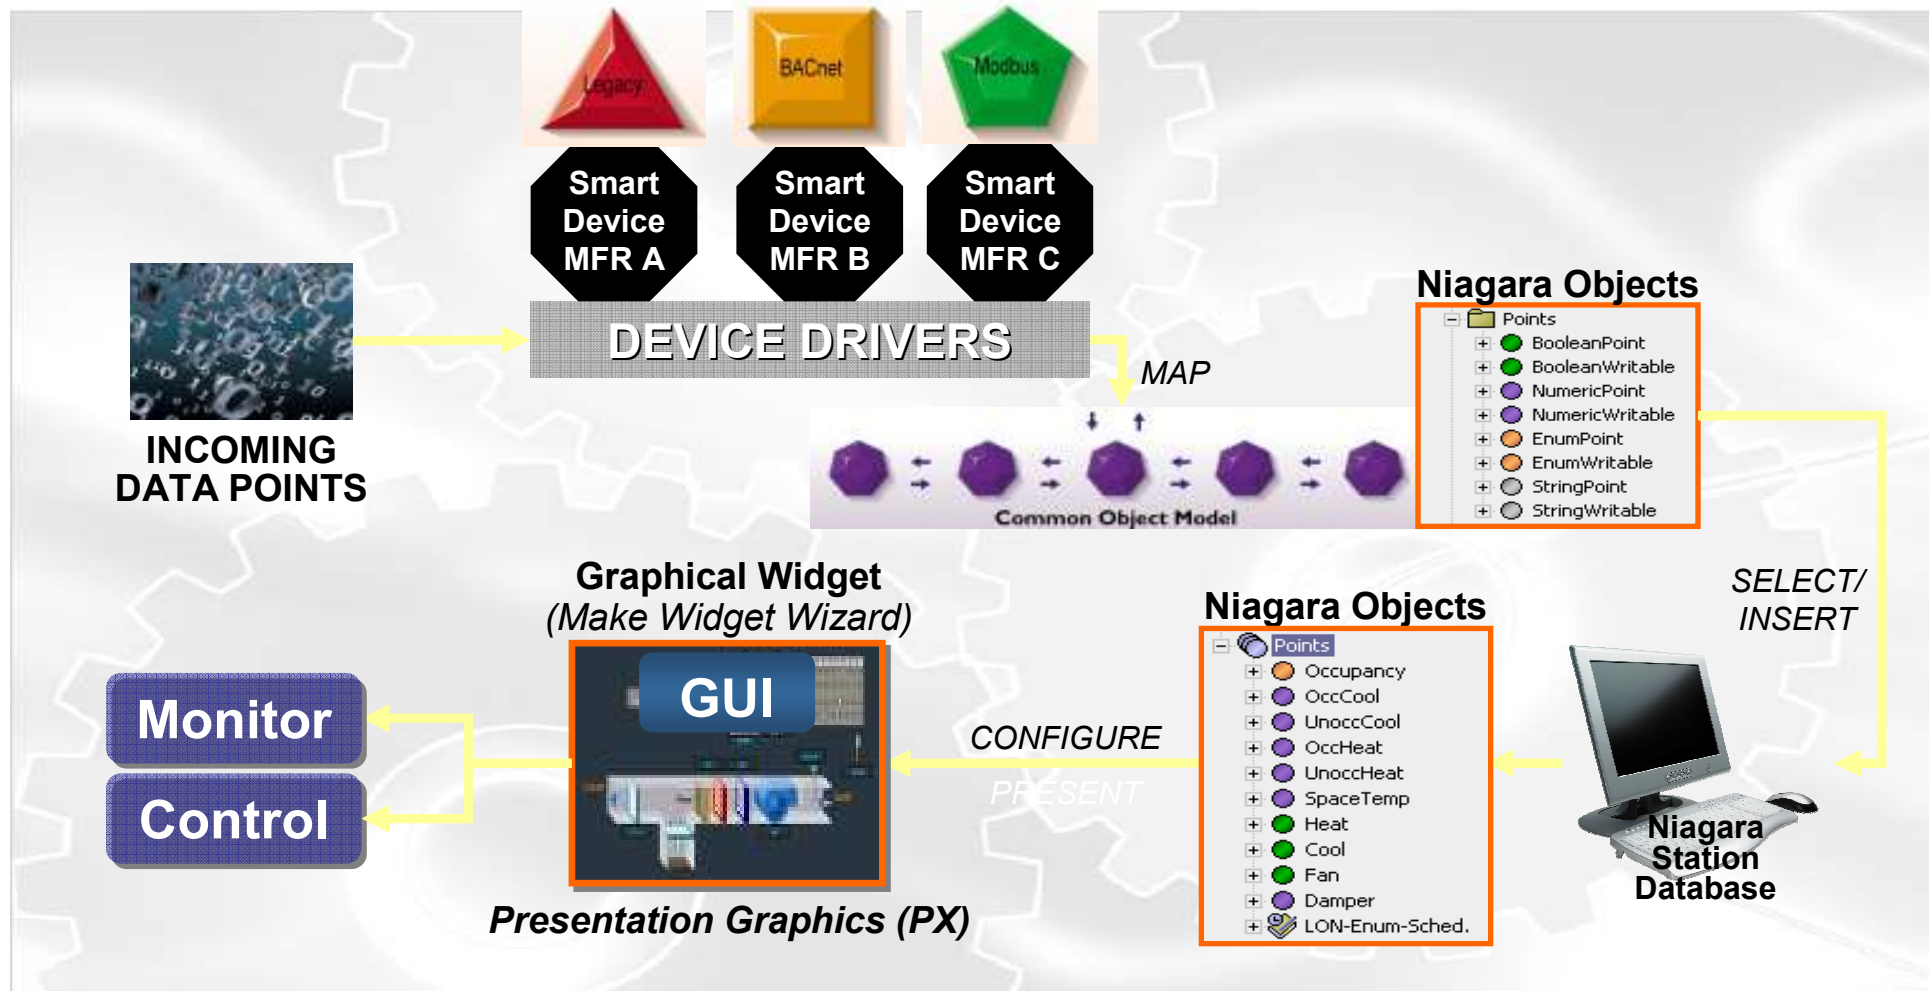 Legacy
BACnet
Modbus
Smart
Device
MFR A
Smart
Device
MFR B
Smart
Device
MFR C
DEVICE DRIVERS
INCOMING
DATA POINTS
MAP
Common Object Model
Niagara Objects
Points
BooleanPoint
BooleanWritable
NumericPoint
NumericWritable
EnumPoint
EnumWritable
StringPoint
StringWritable
SELECT/
INSERT
Niagara
Station
Database
Niagara Objects
Points
Occupancy
OccCool
UnoccCool
OccHeat
UnoccHeat
SpaceTemp
Heat
Cool
Fan
Damper
LON-Enum-Sched.
CONFIGURE
PRESENT
Graphical Widget
(Make Widget Wizard)
GUI
Presentation Graphics (PX)
Monitor
Control